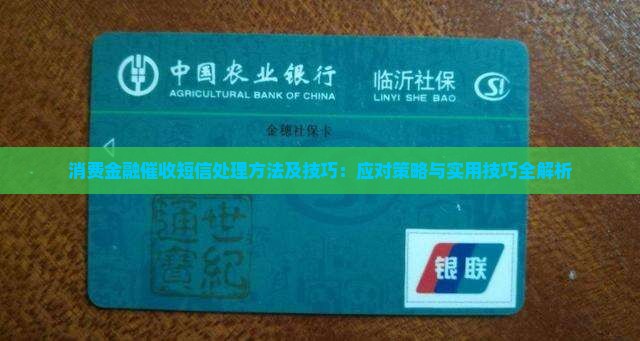 中国农业银行
AGRICULTURAL BANK OF CHINA
临沂社保
LINYI SHE BAO
SI
金穗社保卡
消费金融催收短信处理方法及技巧：应对策略与实用技巧全解析
世纪
通宝
银联